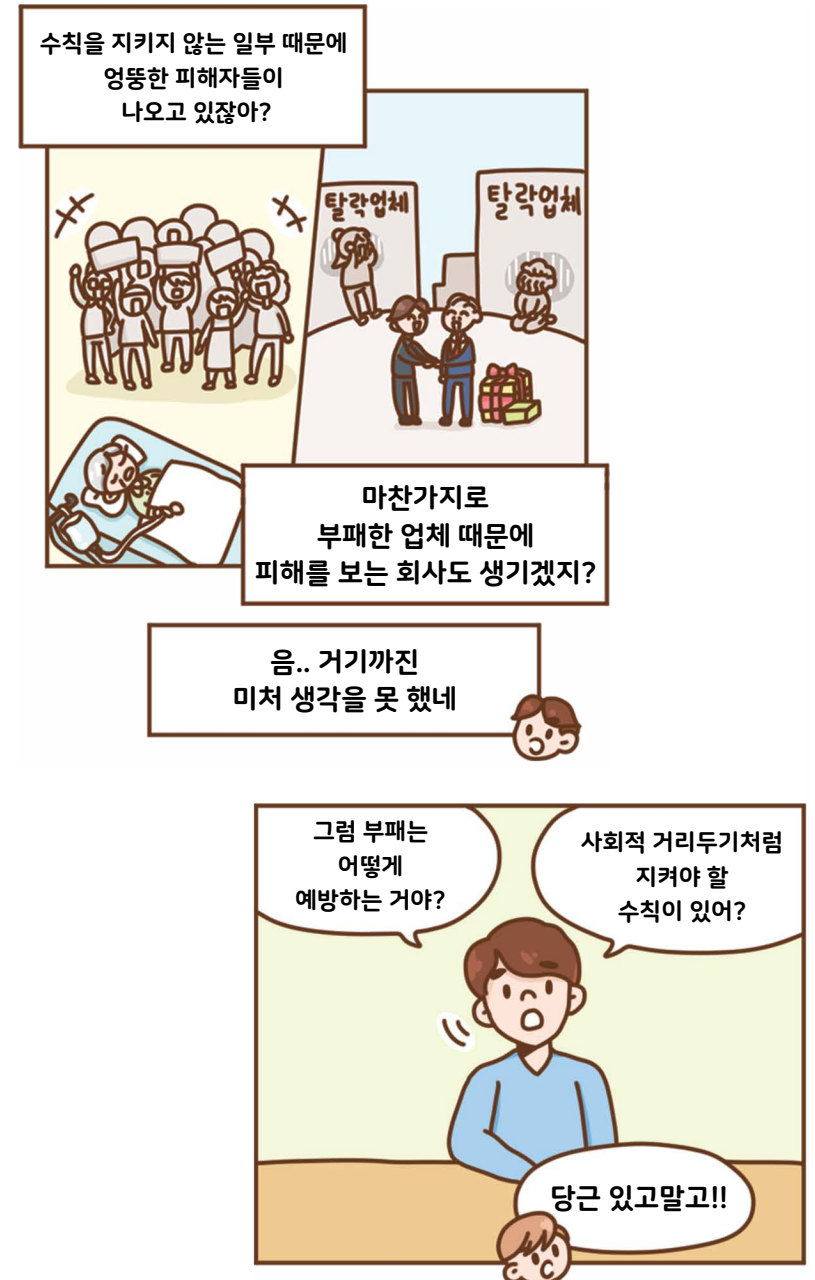 수칙을 지키지 않는 일부 때문에
엉뚱한 피해자들이
나오고 있잖아?
탈락업체
탈락업체
마찬가지로
부패한 업체 때문에
피해를 보는 회사도 생기겠지?
음.. 거기까진
미처 생각을 못 했네
그럼 부패는
어떻게
예방하는 거야?
사회적 거리두기처럼
지켜야 할
수칙이 있어?
당근 있고말고!!